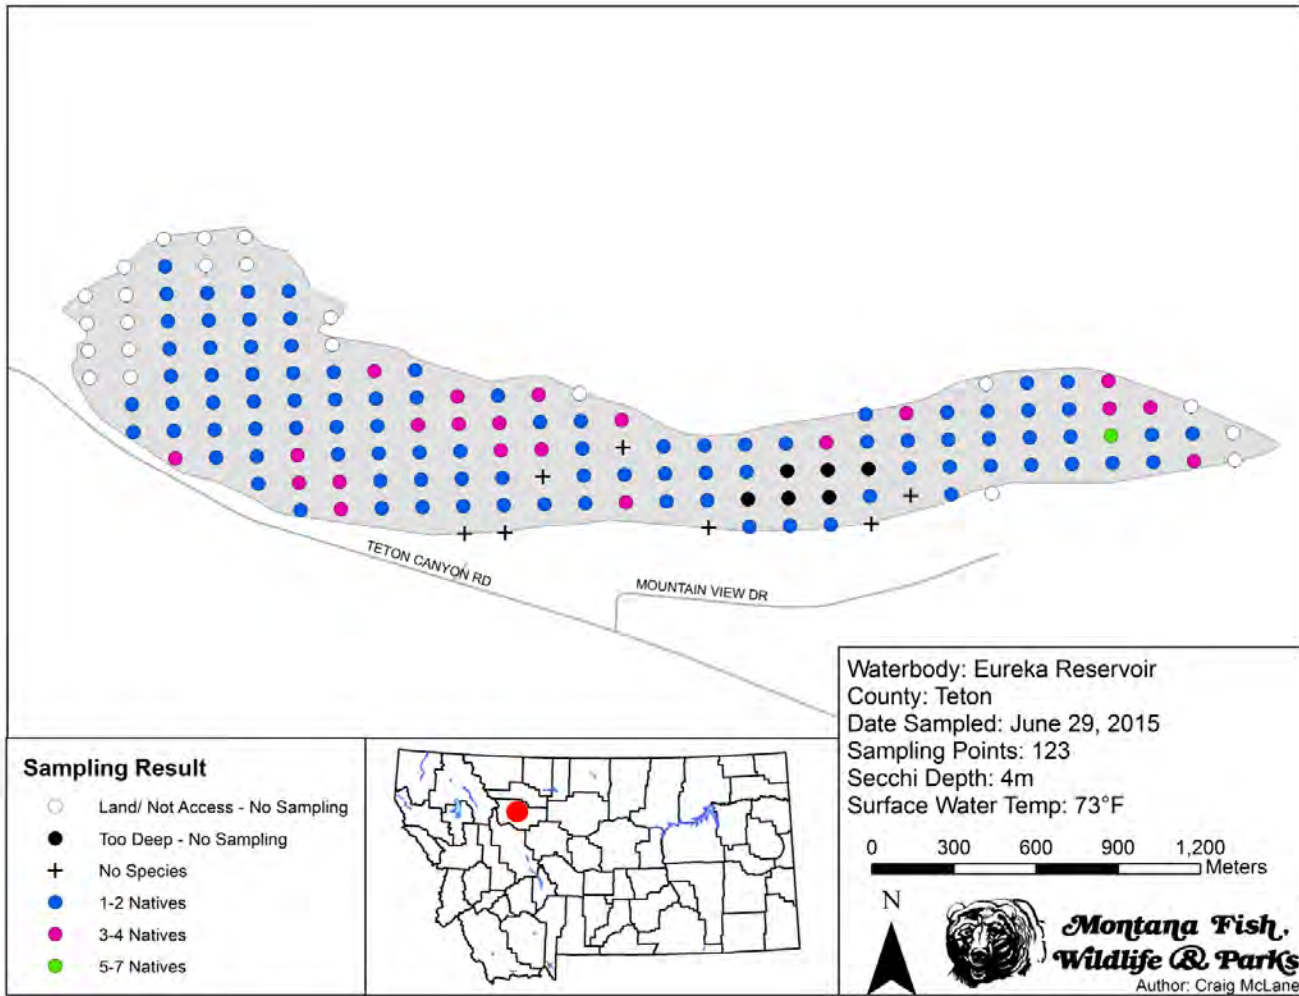 TETON CANYON RD
MOUNTAIN VIEW DR
Waterbody: Eureka Reservoir
County: Teton
Date Sampled: June 29, 2015
Sampling Points: 123
Secchi Depth: 4m
Surface Water Temp: 73°F
0 300 600 900 1,200
Meters
N
Montana Fish,
Wildlife & Parks
Author: Craig McLane
Sampling Result
Land/ Not Access - No Sampling
Too Deep - No Sampling
No Species
1-2 Natives
3-4 Natives
5-7 Natives